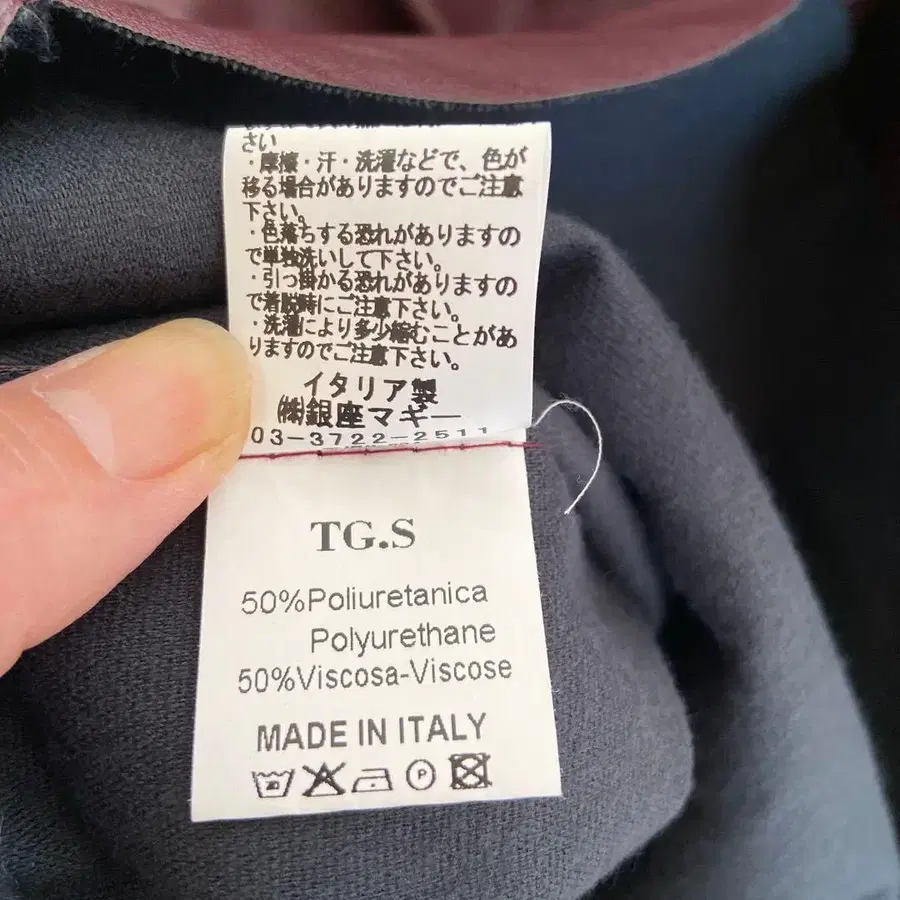 さい
・摩擦・汗・洗濯などで、色が
移る場合がありますのでご注意
下さい。
・色落ちする恐れがありますの
で単独洗いして下さい。
・引っ掛かる恐れがありますの
で着脱時にご注意下さい。
・洗濯により多少縮むことがあ
りますのでご注意下さい。
イタリア製
㈱銀座マギー
03-3722-2511
TG.S
50%Poliuretanica
Polyurethane
50%Viscosa-Viscose
MADE IN ITALY
P